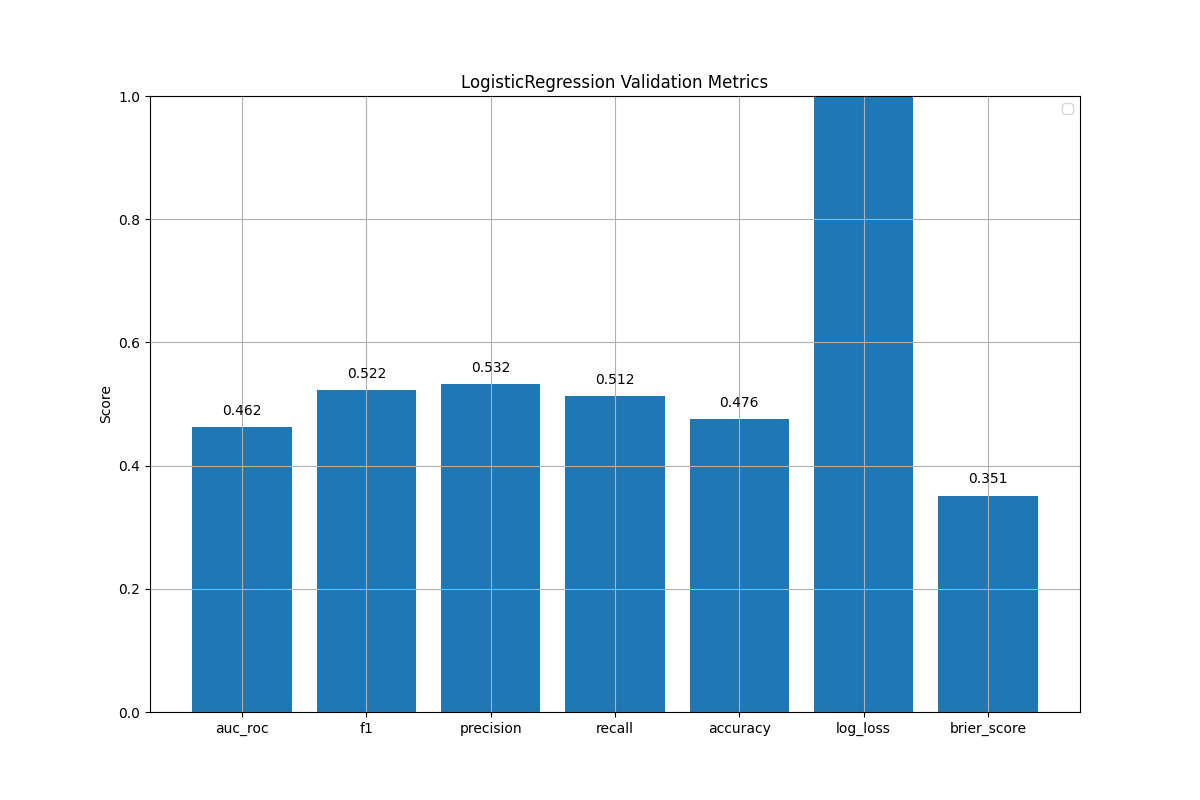 LogisticRegression Validation Metrics
1.0
0.8
0.6
0.4
0.2
0.0
Score
0.462
0.522
0.532
0.512
0.476
0.351
auc_roc
f1
precision
recall
accuracy
log_loss
brier_score